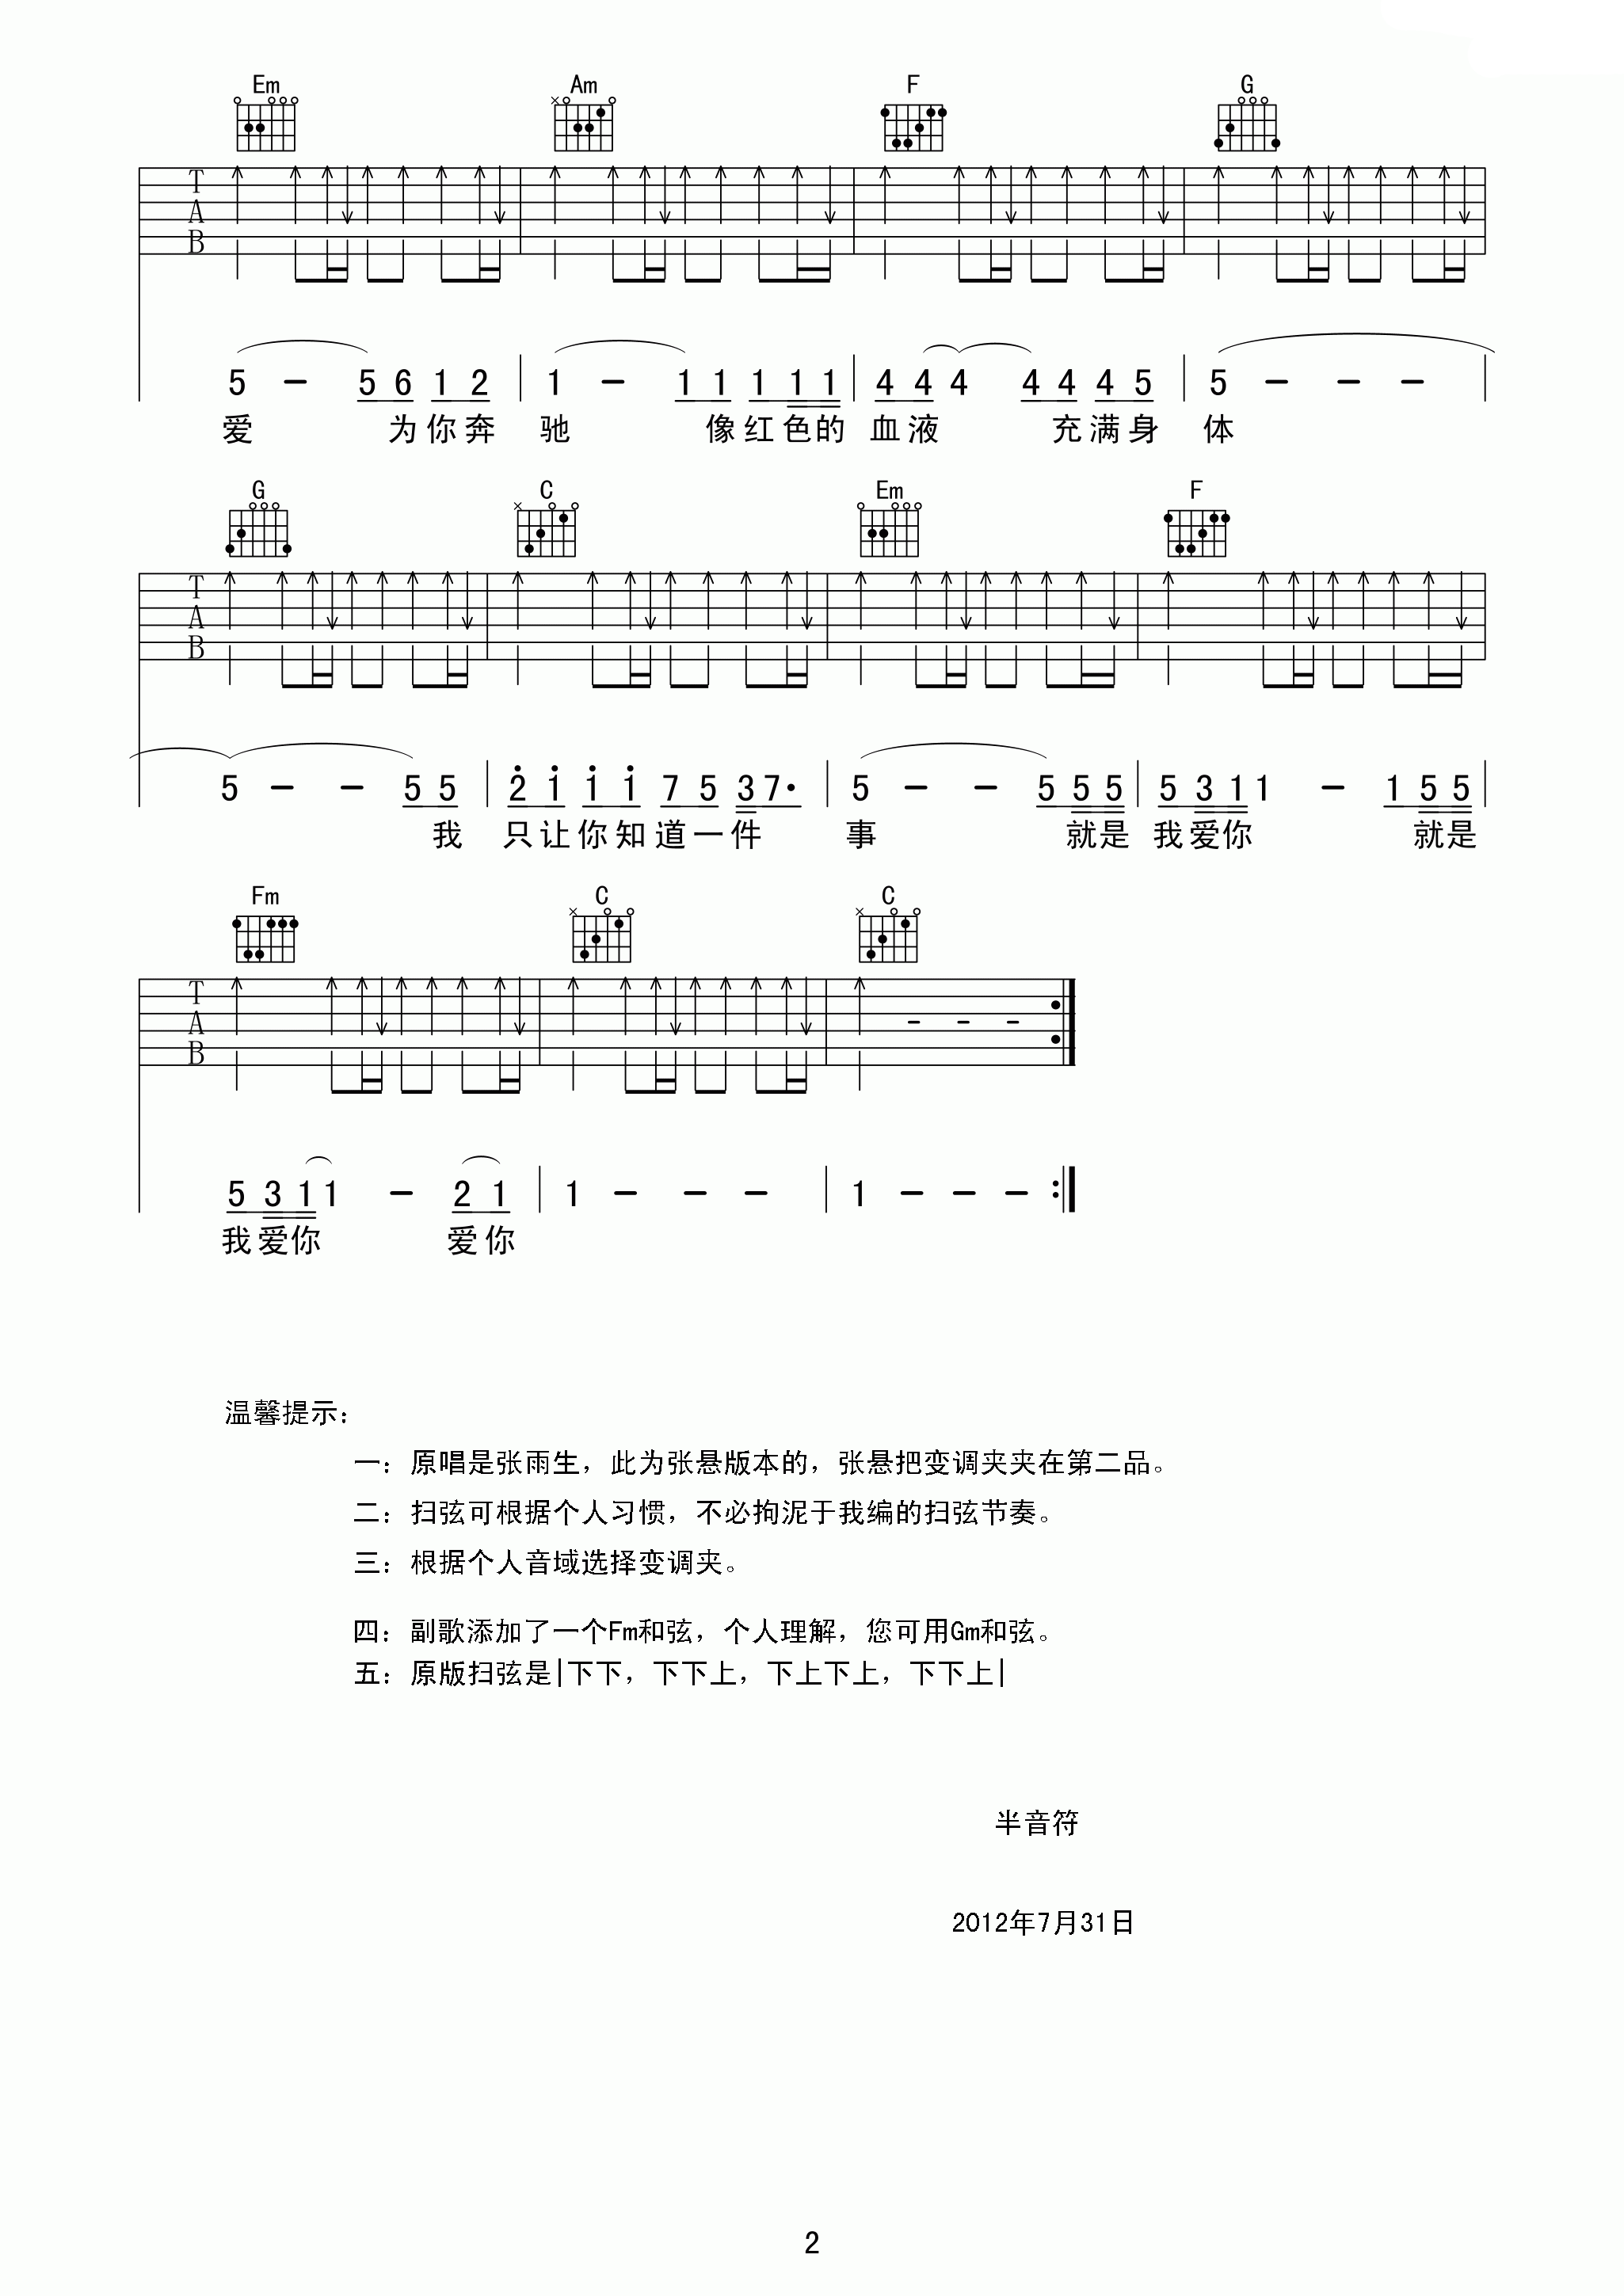 Em Am F G
T
A
B
5 - 5 6 1 2 | 1 - 1 1 1 1 1 | 4 4 4 4 4 4 5 | 5 - - - |
爱 为你奔 驰 像红色的 血液 充满身 体
G C Em F
T
A
B
5 - - 5 5 | 2 1 1 1 7 5 3 7· | 5 - - 5 5 5 | 5 3 1 1 - 1 5 5 |
我 只让你知道一件 事 就是 我爱你 就是
Fm C C
T
A
B
- - -
5 3 1 1 - 2 1 | 1 - - - | 1 - - - :|
我爱你 爱你
温馨提示：
一：原唱是张雨生，此为张悬版本的，张悬把变调夹夹在第二品。
二：扫弦可根据个人习惯，不必拘泥于我编的扫弦节奏。
三：根据个人音域选择变调夹。
四：副歌添加了一个Fm和弦，个人理解，您可用Gm和弦。
五：原版扫弦是|下下，下下上，下上下上，下下上|
半音符
2012年7月31日
2